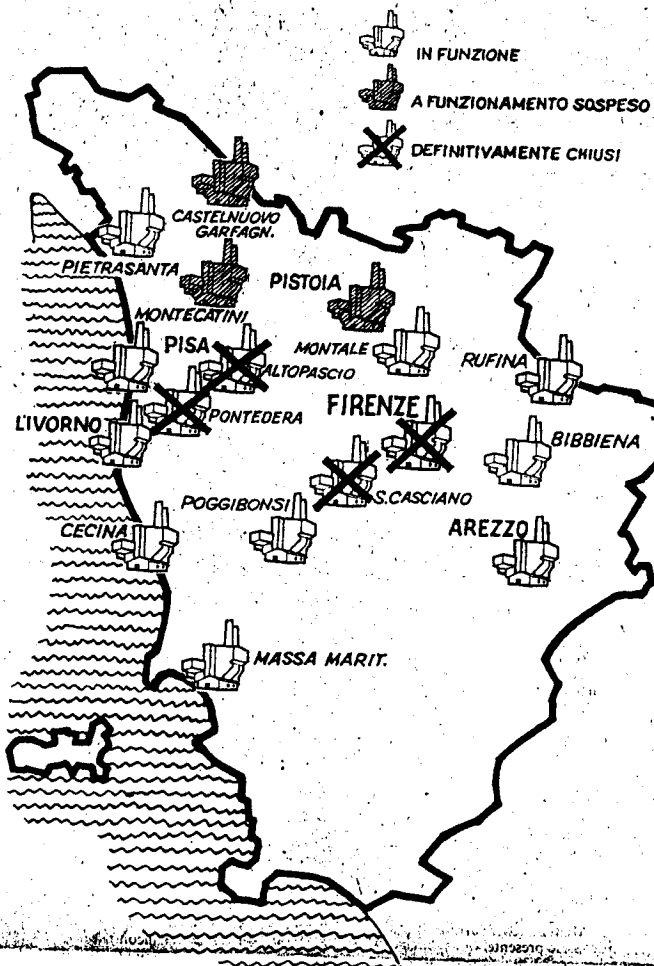 IN FUNZIONE
A FUNZIONAMENTO SOSPESO
DEFINITIVAMENTE CHIUSI
CASTELNUOVO
GARFAGN.
PIETRASANTA
MONTECATINI
PISTOIA
PISA
MONTALE
RUFINA
ALTOPASCIO
LIVORNO
PONTEDERA
FIRENZE
BIBBIENA
POGGIBONSI
S.CASCIANO
CECINA
AREZZO
MASSA MARIT.